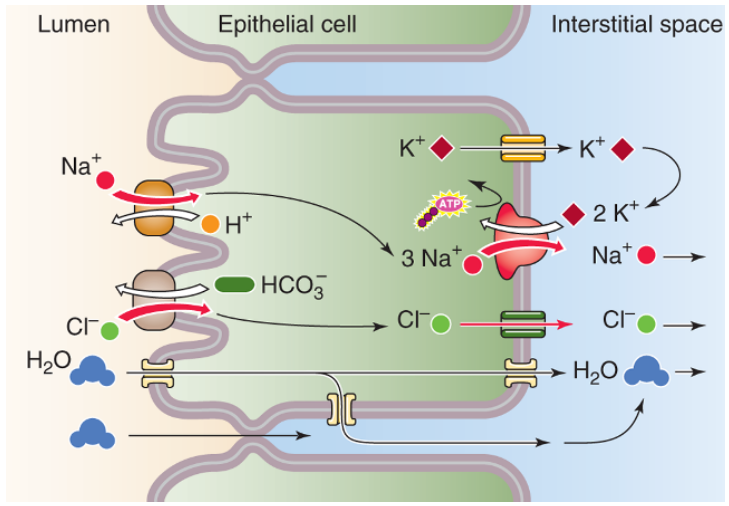 Lumen
Epithelial cell
Interstitial space
K⁺
K⁺
Na⁺
ATP
2 K⁺
H⁺
3 Na⁺
Na⁺
HCO₃⁻
Cl⁻
Cl⁻
Cl⁻
H₂O
H₂O